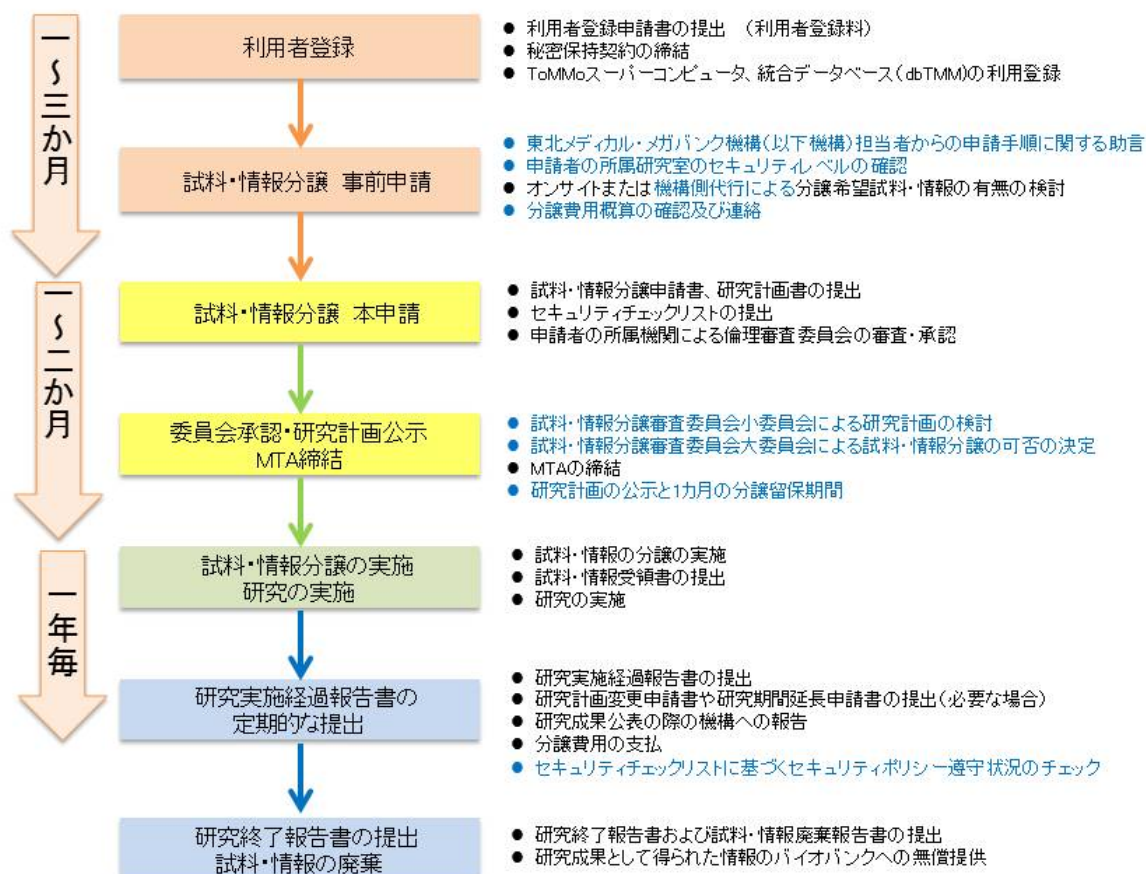 一～三か月
利用者登録
● 利用者登録申請書の提出　（利用者登録料）
● 秘密保持契約の締結
● ToMMoスーパーコンピュータ、統合データベース（dbTMM）の利用登録
試料・情報分譲　事前申請
● 東北メディカル・メガバンク機構（以下機構）担当者からの申請手順に関する助言
● 申請者の所属研究室のセキュリティレベルの確認
● オンサイトまたは機構側代行による分譲希望試料・情報の有無の検討
● 分譲費用概算の確認及び連絡
一～二か月
試料・情報分譲　本申請
● 試料・情報分譲申請書、研究計画書の提出
● セキュリティチェックリストの提出
● 申請者の所属機関による倫理審査委員会の審査・承認
委員会承認・研究計画公示
MTA締結
● 試料・情報分譲審査委員会小委員会による研究計画の検討
● 試料・情報分譲審査委員会大委員会による試料・情報分譲の可否の決定
● MTAの締結
● 研究計画の公示と1カ月の分譲留保期間
一年毎
試料・情報分譲の実施
研究の実施
● 試料・情報の分譲の実施
● 試料・情報受領書の提出
● 研究の実施
研究実施経過報告書の
定期的な提出
● 研究実施経過報告書の提出
● 研究計画変更申請書や研究期間延長申請書の提出（必要な場合）
● 研究成果公表の際の機構への報告
● 分譲費用の支払
● セキュリティチェックリストに基づくセキュリティポリシー遵守状況のチェック
研究終了報告書の提出
試料・情報の廃棄
● 研究終了報告書および試料・情報廃棄報告書の提出
● 研究成果として得られた情報のバイオバンクへの無償提供